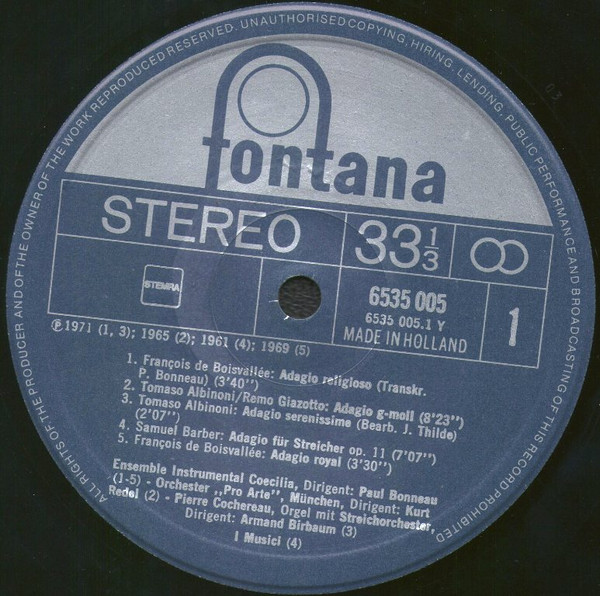 ALL RIGHTS OF THE PRODUCER AND OF THE OWNER OF THE WORK REPRODUCED RESERVED. UNAUTHORISED COPYING, HIRING, LENDING, PUBLIC PERFORMANCE AND BROADCASTING OF THIS RECORD PROHIBITED
fontana
STEREO 33 1/3
STEMRA
6535 005
6535 005.1 Y
MADE IN HOLLAND
1
℗ 1971 (1, 3); 1965 (2); 1961 (4); 1969 (5)
1. François de Boisvallée: Adagio religioso (Transkr.
P. Bonneau) (3'40'')
2. Tomaso Albinoni/Remo Giazotto: Adagio g-moll (8'23'')
3. Tomaso Albinoni: Adagio serenissime (Bearb. J. Thilde)
(2'07'')
4. Samuel Barber: Adagio für Streicher op. 11 (7'07'')
5. François de Boisvallée: Adagio royal (3'30'')
Ensemble Instrumental Coecilia, Dirigent: Paul Bonneau
(1-5) - Orchester ,,Pro Arte'', München, Dirigent: Kurt
Redel (2) - Pierre Cochereau, Orgel mit Streichorchester,
Dirigent: Armand Birbaum (3)
I Musici (4)